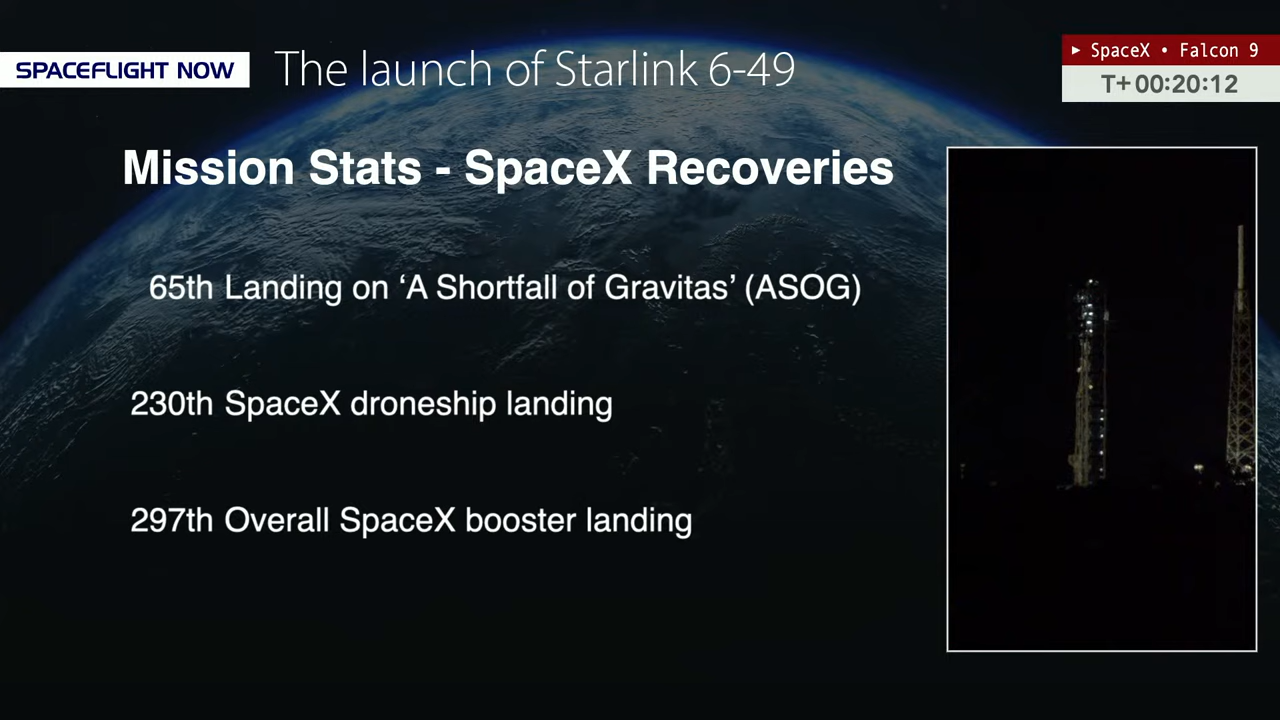 SPACEFLIGHT NOW
The launch of Starlink 6-49
▶ SpaceX • Falcon 9
T+00:20:12
Mission Stats - SpaceX Recoveries
65th Landing on ‘A Shortfall of Gravitas’ (ASOG)
230th SpaceX droneship landing
297th Overall SpaceX booster landing